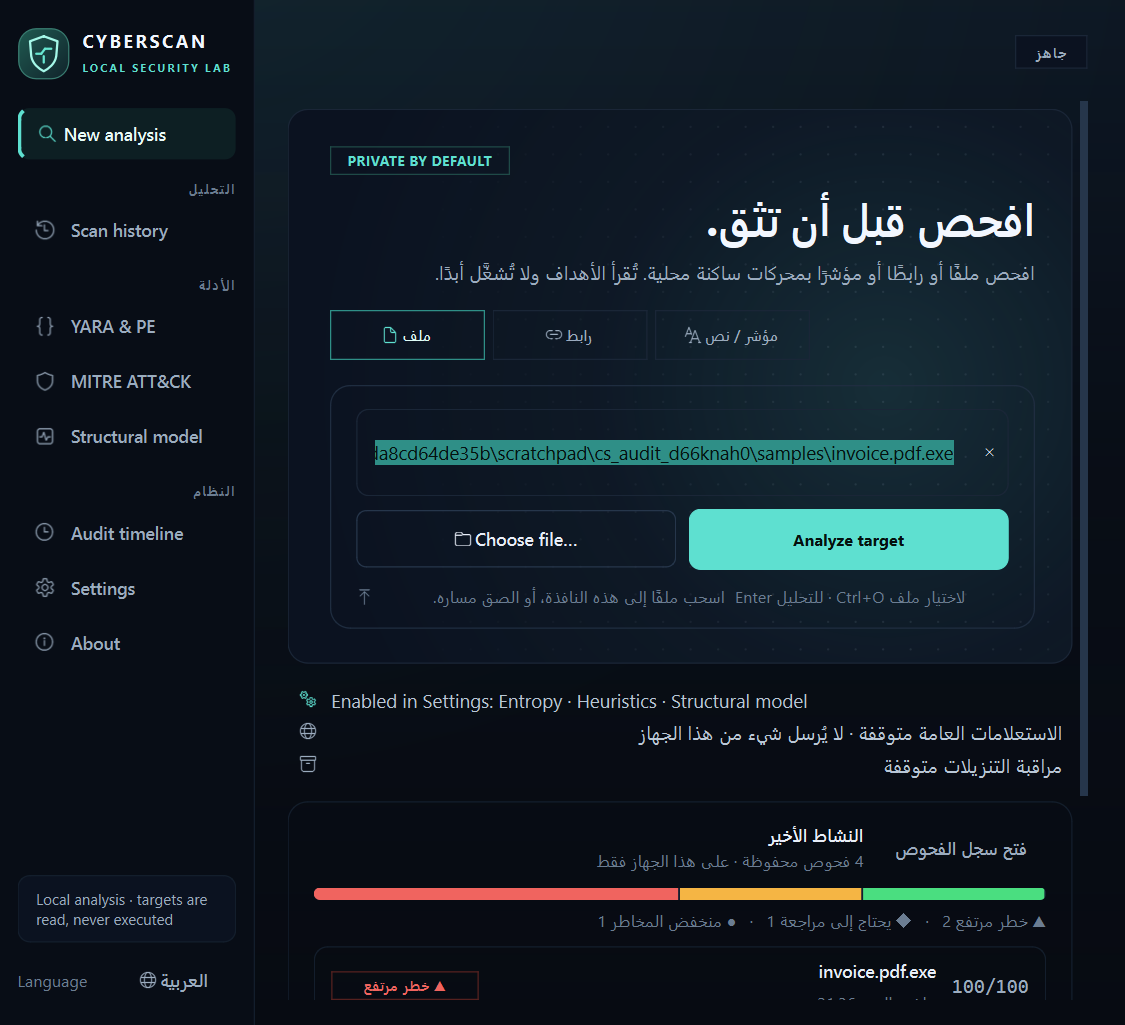 CYBERSCAN
LOCAL SECURITY LAB
New analysis
التحليل
Scan history
الأدلة
YARA & PE
MITRE ATT&CK
Structural model
النظام
Audit timeline
Settings
About
Local analysis · targets are
read, never executed
Language
العربية
جاهز
PRIVATE BY DEFAULT
افحص قبل أن تثق.
افحص ملفًا أو رابطًا أو مؤشرًا بمحركات ساكنة محلية. تُقرأ الأهداف ولا تُشغَّل أبدًا.
ملف
رابط
مؤشر / نص
da8cd64de35b\scratchpad\cs_audit_d66knah0\samples\invoice.pdf.exe
×
Choose file...
Analyze target
اسحب ملفًا إلى هذه النافذة، أو الصق مساره. Enter للتحليل · Ctrl+O لاختيار ملف
Enabled in Settings: Entropy · Heuristics · Structural model
الاستعلامات العامة متوقفة · لا يُرسل شيء من هذا الجهاز
مراقبة التنزيلات متوقفة
النشاط الأخير
4 فحوص محفوظة · على هذا الجهاز فقط
فتح سجل الفحوص
▲ خطر مرتفع 2 · ◆ يحتاج إلى مراجعة 1 · ● منخفض المخاطر 1
invoice.pdf.exe
100/100
▲ خطر مرتفع